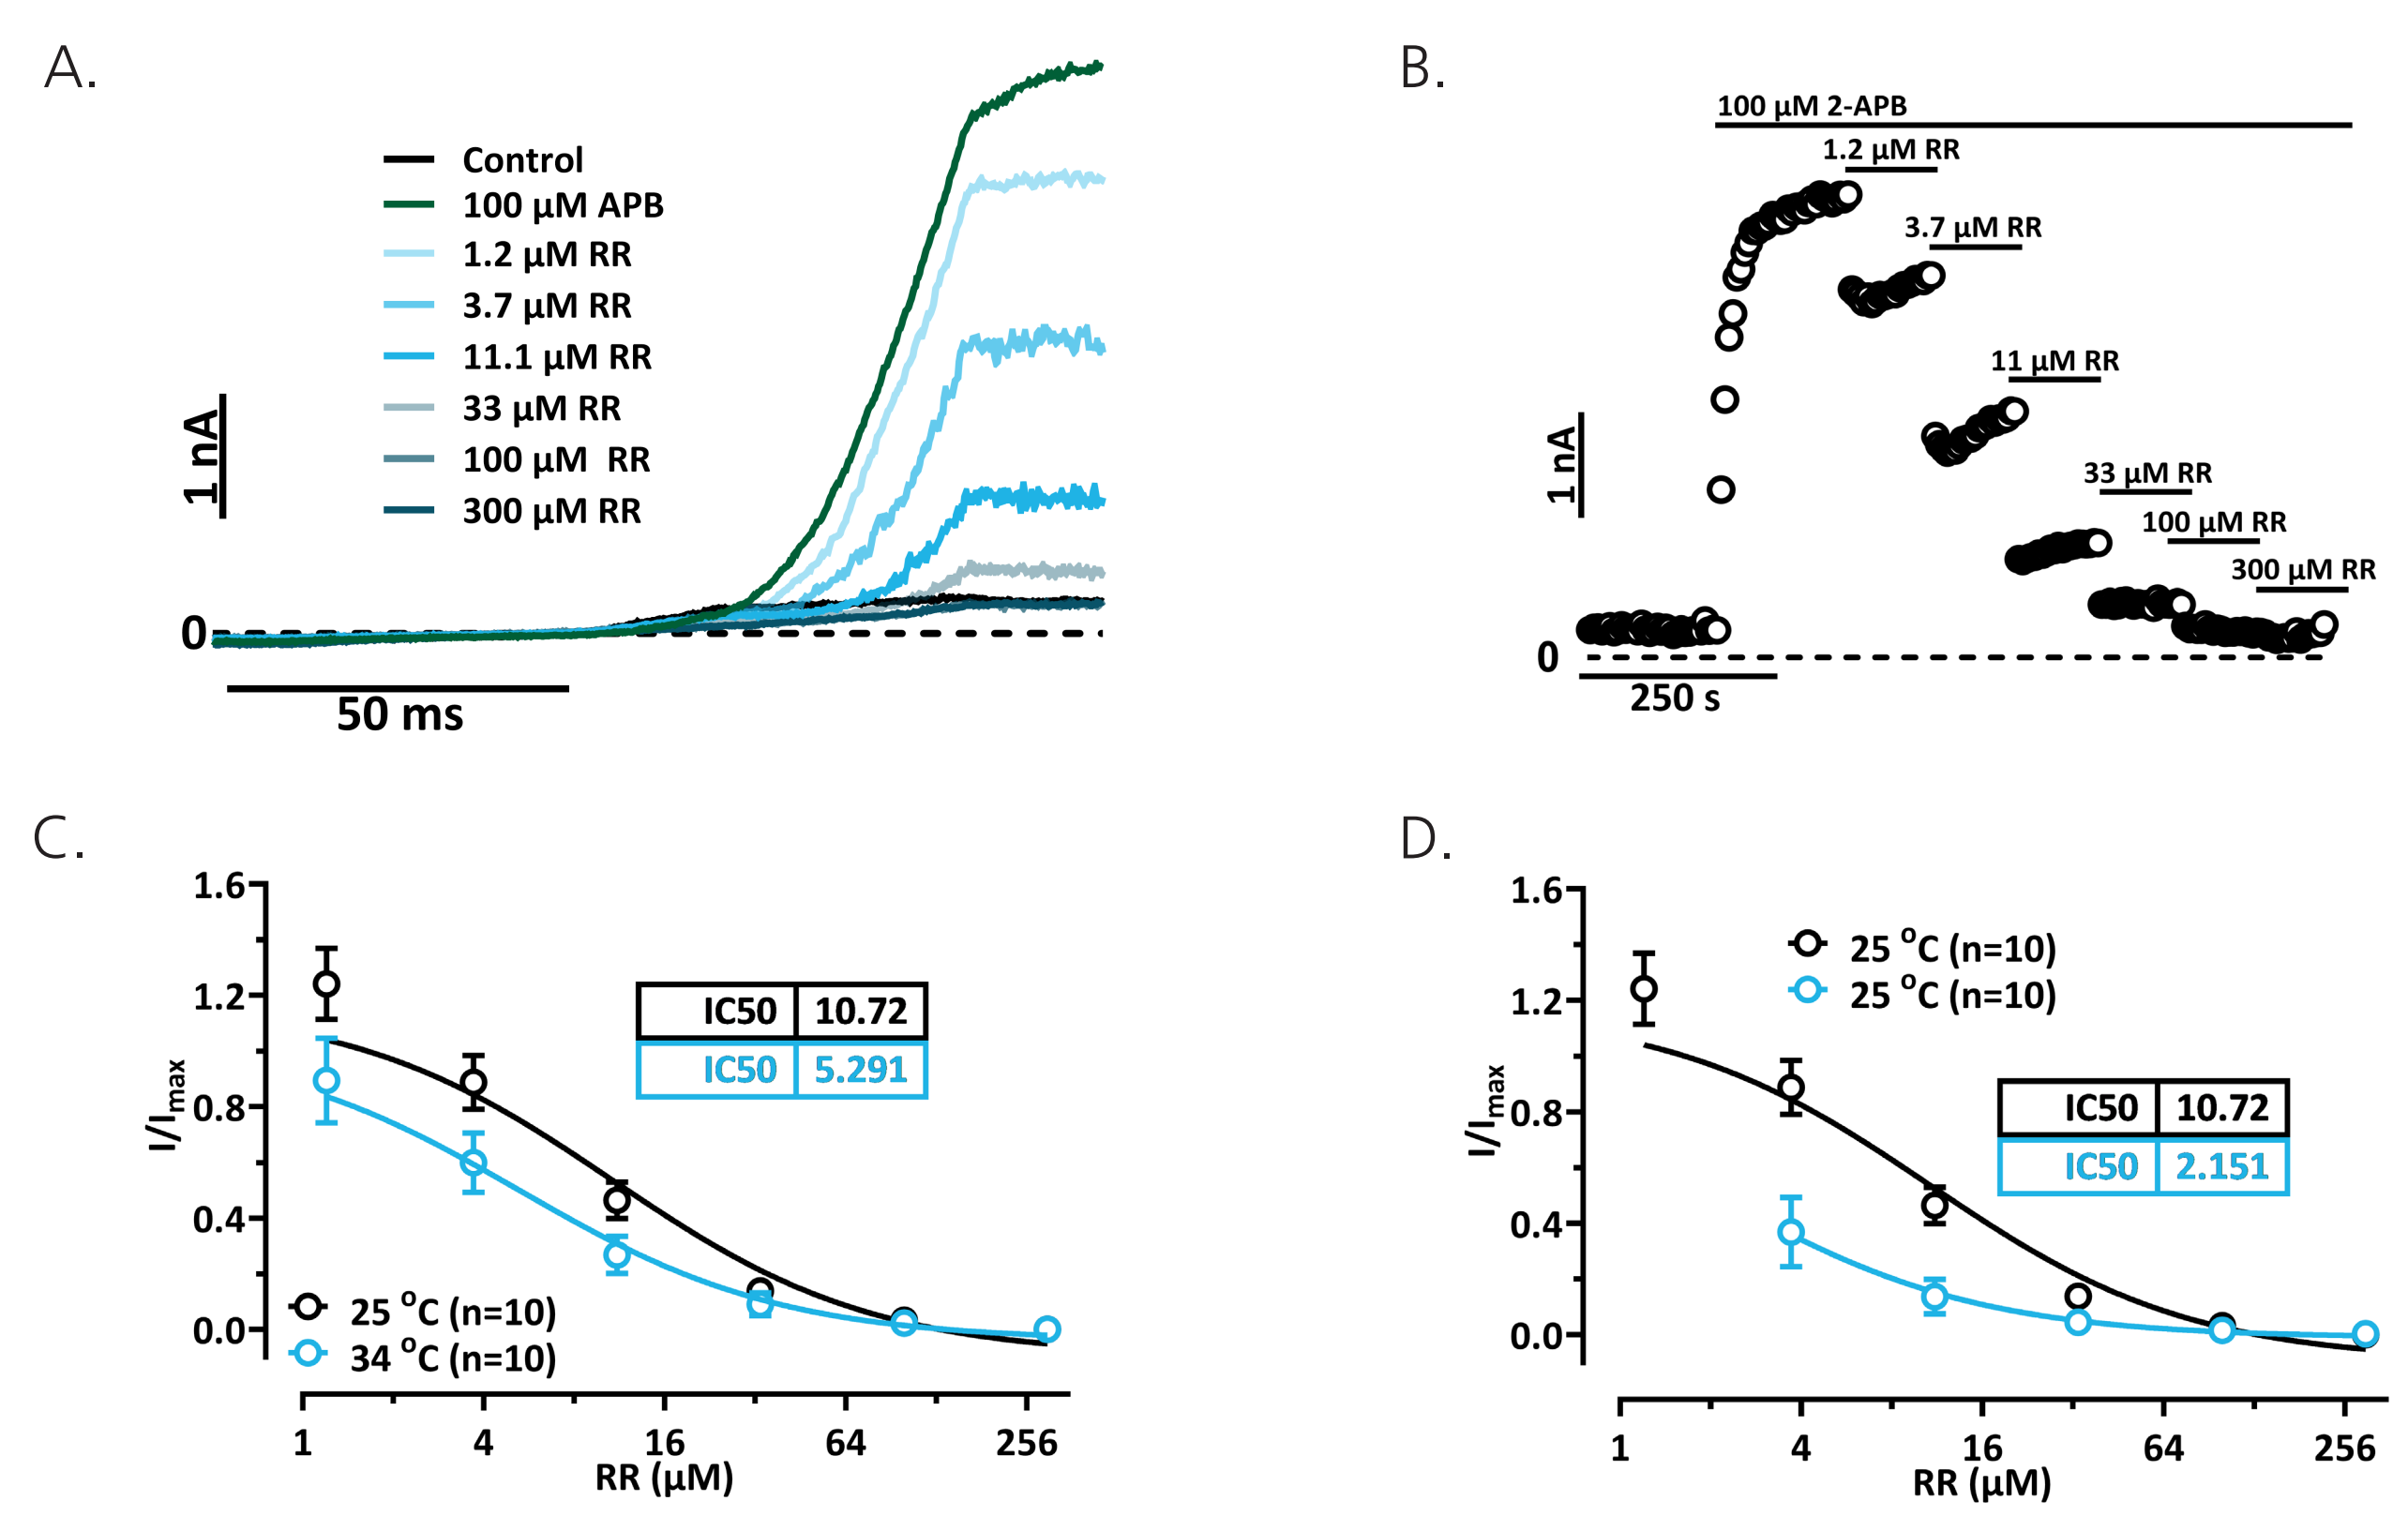 A.
Control
100 µM APB
1.2 µM RR
3.7 µM RR
11.1 µM RR
33 µM RR
100 µM RR
300 µM RR
1 nA
0
50 ms
B.
100 µM 2-APB
1.2 µM RR
3.7 µM RR
11 µM RR
33 µM RR
100 µM RR
300 µM RR
1 nA
0
250 s
C.
1.6
1.2
0.8
0.4
0.0
I/Imax
IC50 10.72
IC50 5.291
25 °C (n=10)
34 °C (n=10)
1 4 16 64 256
RR (µM)
D.
1.6
1.2
0.8
0.4
0.0
I/Imax
25 °C (n=10)
25 °C (n=10)
IC50 10.72
IC50 2.151
1 4 16 64 256
RR (µM)